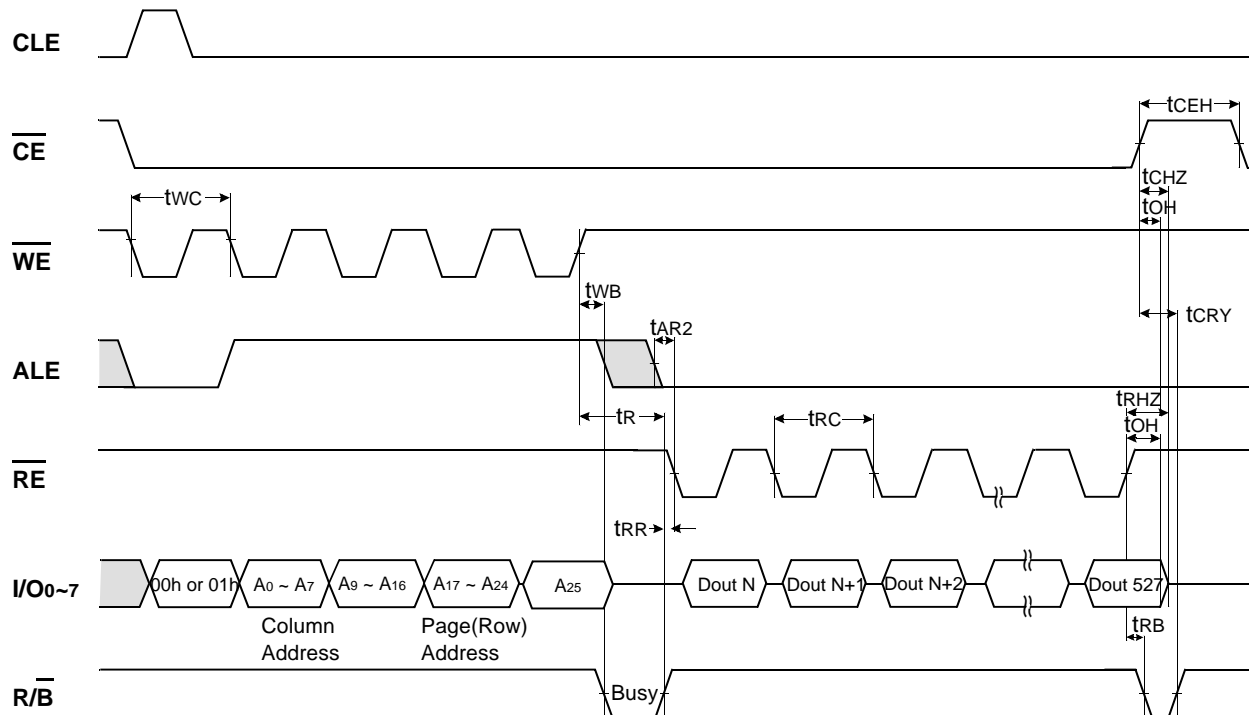 CLE
tCEH
CE
tCHZ
tWC
tOH
WE
tWB
tCRY
tAR2
ALE
tRHZ
tR
tRC
tOH
RE
tRR
I/O0~7
00h or 01h
A0 ~ A7
A9 ~ A16
A17 ~ A24
A25
Dout N
Dout N+1
Dout N+2
Dout 527
Column
Address
Page(Row)
Address
tRB
R/B
Busy